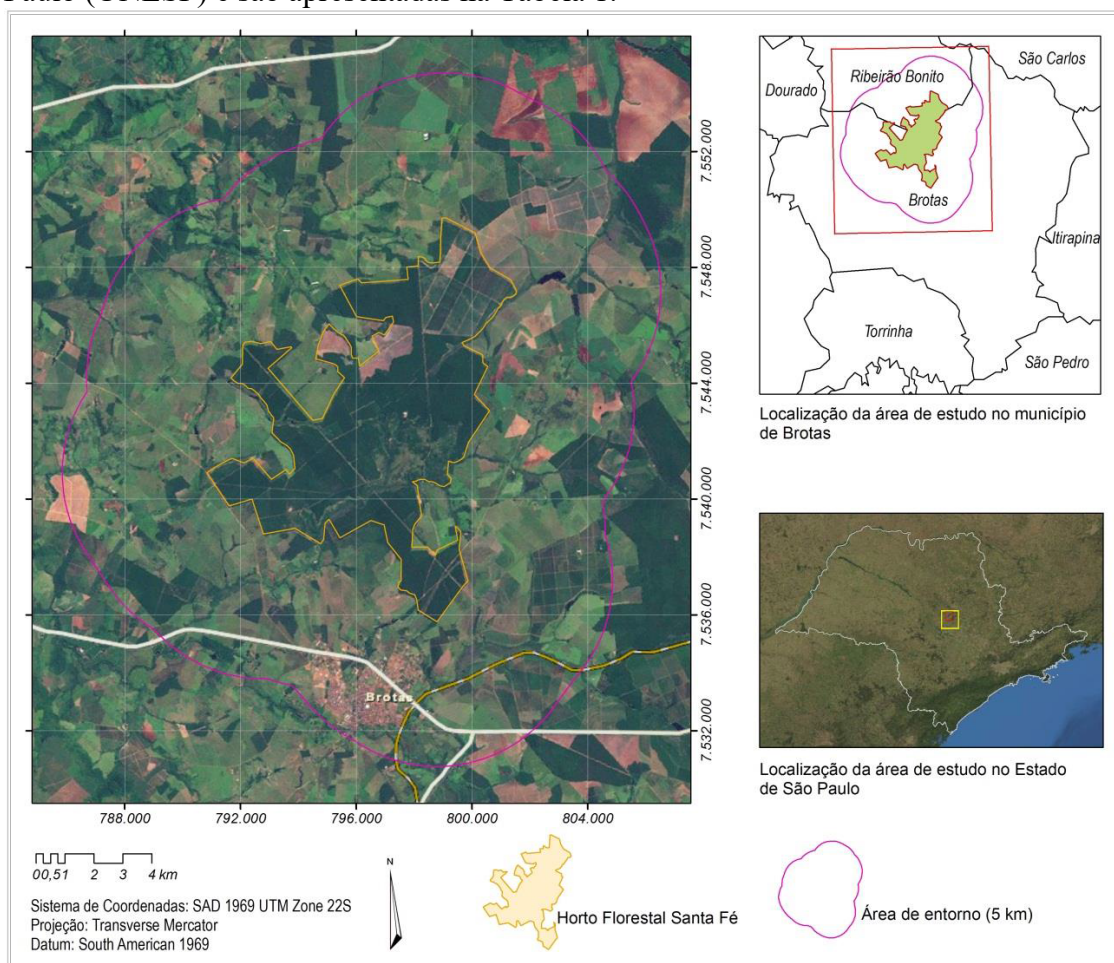 Paulo (UNESP) e são apresentadas na Tabela 1.
Dourado
Ribeirão Bonito
São Carlos
Brotas
Itirapina
Torrinha
São Pedro
Localização da área de estudo no município
de Brotas
7.552.000
7.548.000
7.544.000
7.540.000
7.536.000
7.532.000
Brotas
788.000
792.000
796.000
800.000
804.000
Localização da área de estudo no Estado
de São Paulo
00,51 2 3 4 km
N
Sistema de Coordenadas: SAD 1969 UTM Zone 22S
Projeção: Transverse Mercator
Datum: South American 1969
Horto Florestal Santa Fé
Área de entorno (5 km)